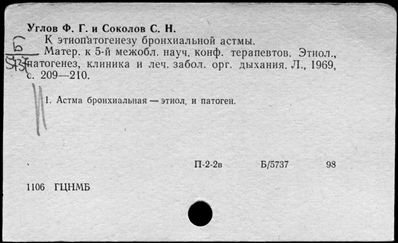 Углов Ф. Г. и Соколов С. Н.
К этиопатогенезу бронхиальной астмы.
Матер. к 5-й межобл. науч. конф. терапевтов. Этиол.,
патогенез, клиника и леч. забол. орг. дыхания. Л., 1969,
с. 209—210.
1. Астма бронхиальная — этиол. и патоген.
П-2-2в Б/5737 98
1106 ГЦНМБ